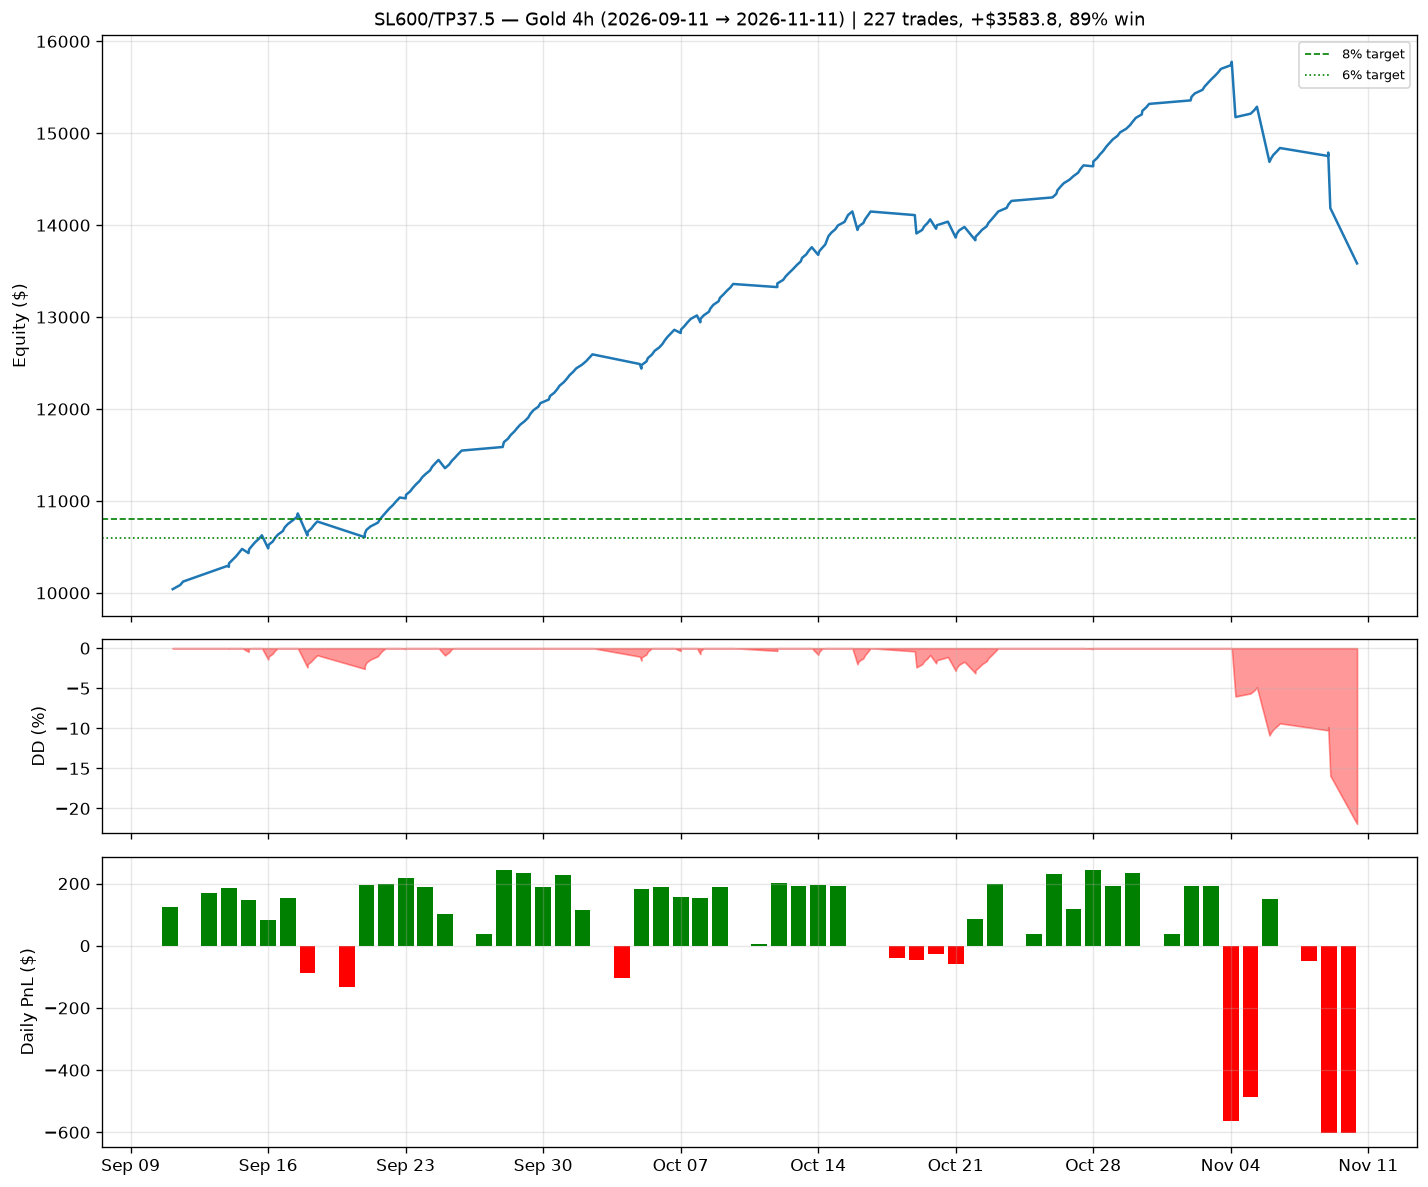 SL600/TP37.5 — Gold 4h (2026-09-11 → 2026-11-11) | 227 trades, +$3583.8, 89% win
8% target
6% target
Equity ($)
16000
15000
14000
13000
12000
11000
10000
DD (%)
0
−5
−10
−15
−20
Daily PnL ($)
200
0
−200
−400
−600
Sep 09
Sep 16
Sep 23
Sep 30
Oct 07
Oct 14
Oct 21
Oct 28
Nov 04
Nov 11